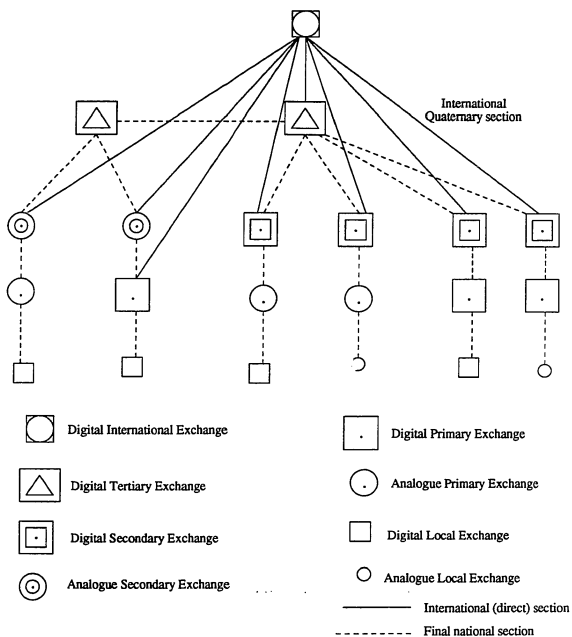 International
Quaternary section
Digital International Exchange
Digital Primary Exchange
Digital Tertiary Exchange
Analogue Primary Exchange
Digital Secondary Exchange
Digital Local Exchange
Analogue Secondary Exchange
Analogue Local Exchange
International (direct) section
Final national section